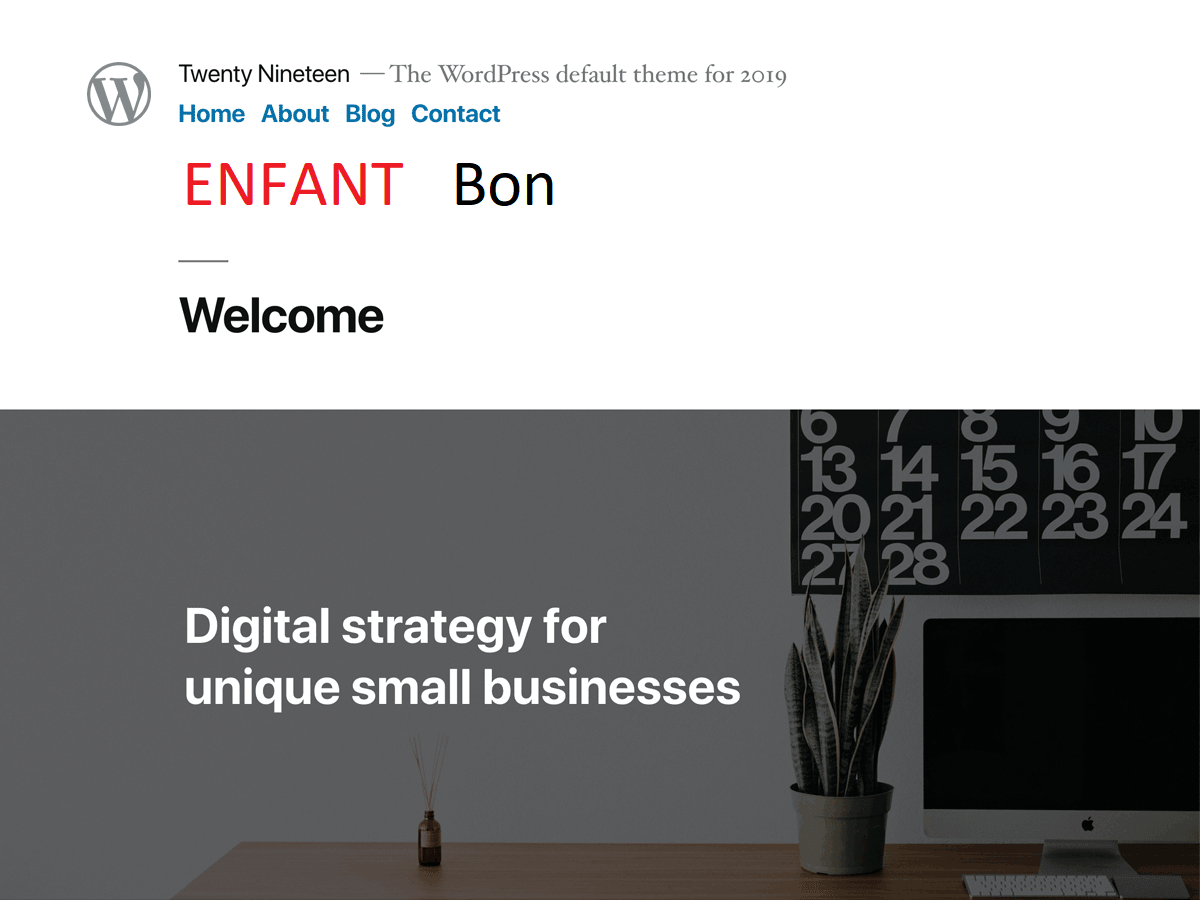 Twenty Nineteen — The WordPress default theme for 2019
Home About Blog Contact
ENFANT Bon
Welcome
6 7 8 9 10
13 14 15 16 17
20 21 22 23 24
27 28
Digital strategy for
unique small businesses